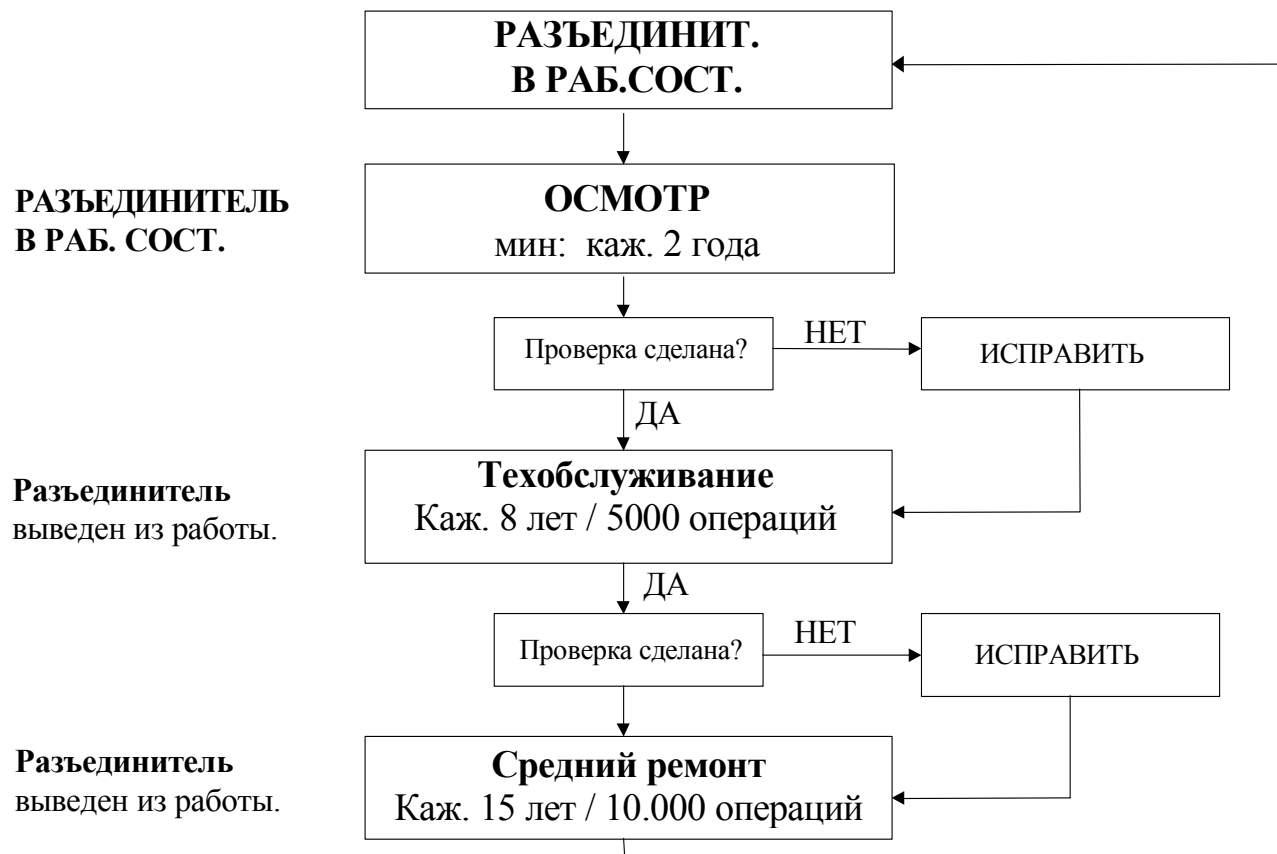 РАЗЪЕДИНИТ.
В РАБ.СОСТ.
РАЗЪЕДИНИТЕЛЬ
В РАБ. СОСТ.
ОСМОТР
мин:  каж. 2 года
Проверка сделана?
НЕТ
ИСПРАВИТЬ
ДА
Разъединитель
выведен из работы.
Техобслуживание
Каж. 8 лет / 5000 операций
ДА
Проверка сделана?
НЕТ
ИСПРАВИТЬ
Разъединитель
выведен из работы.
Средний ремонт
Каж. 15 лет / 10.000 операций